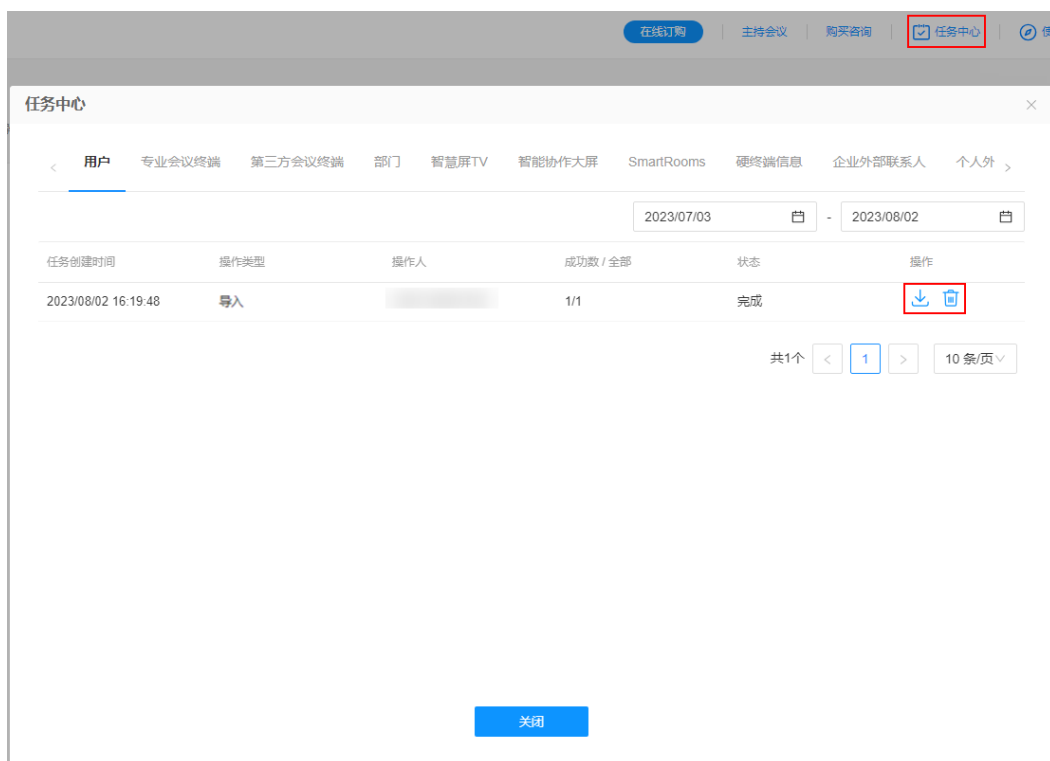 在线订购 主持会议 购买咨询 任务中心
任务中心
用户 专业会议终端 第三方会议终端 部门 智慧屏TV 智能协作大屏 SmartRooms 硬终端信息 企业外部联系人 个人外
2023/07/03 - 2023/08/02
任务创建时间 操作类型 操作人 成功数 / 全部 状态 操作
2023/08/02 16:19:48 导入 1/1 完成
共1个 < 1 > 10 条/页
关闭